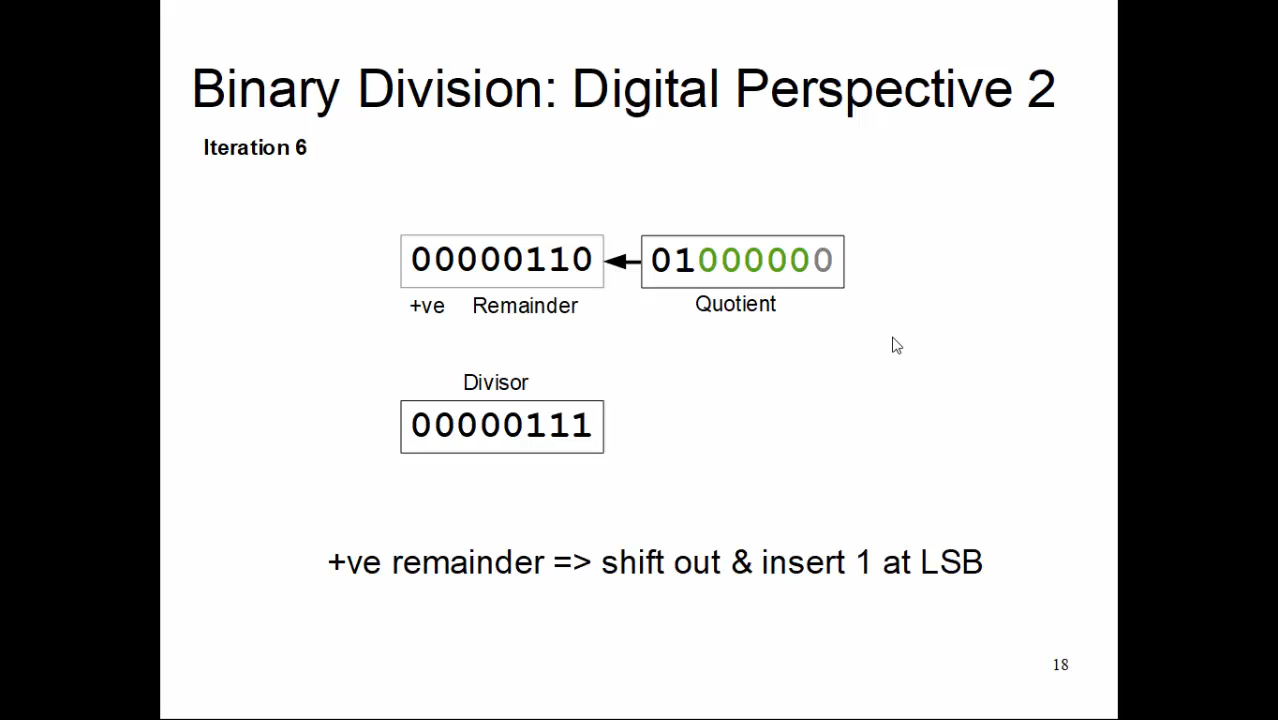 Binary Division: Digital Perspective 2
Iteration 6
00000110 01000000
+ve Remainder Quotient
Divisor
00000111
+ve remainder => shift out & insert 1 at LSB
18